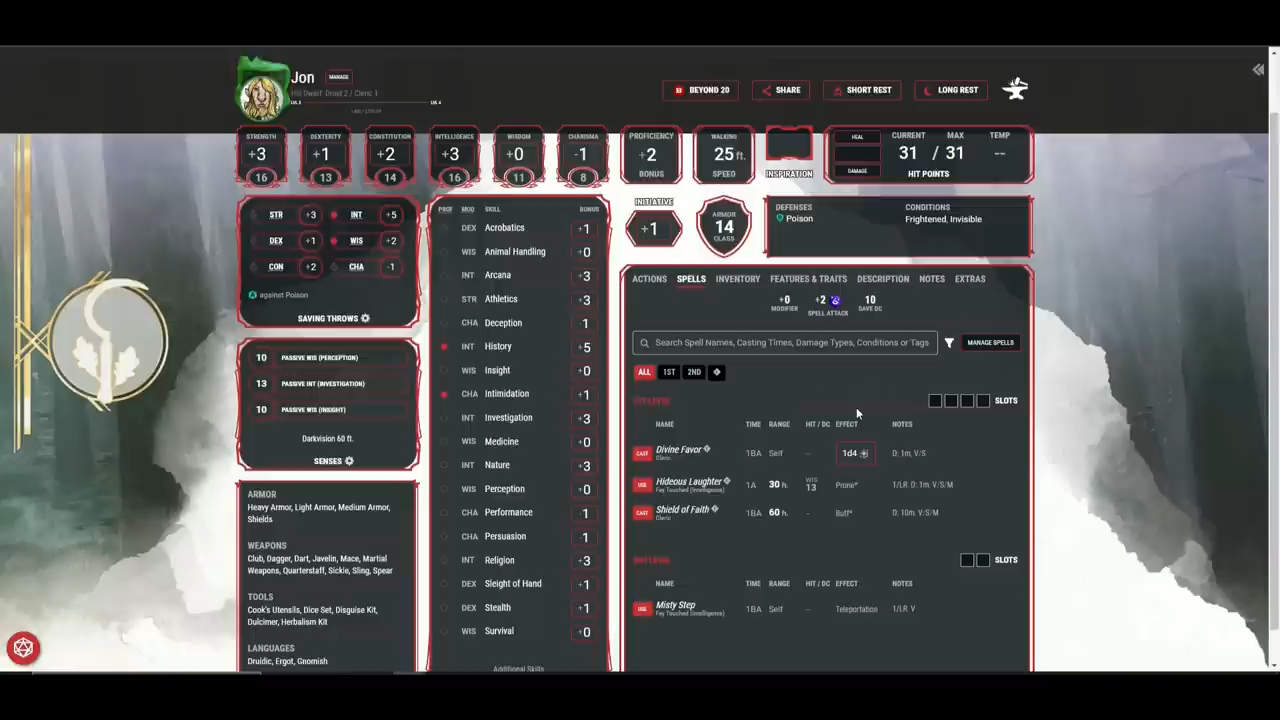 Jon MANAGE
Hill Dwarf Druid 2 / Cleric 1
LVL 3 LVL 4
BEYOND 20 SHARE SHORT REST LONG REST
STRENGTH DEXTERITY CONSTITUTION INTELLIGENCE WISDOM CHARISMA
+3 +1 +2 +3 +0 -1
16 13 14 16 11 8
PROFICIENCY
+2
BONUS
WALKING
25 ft.
SPEED
INSPIRATION
HEAL
DAMAGE
CURRENT MAX TEMP
31 / 31 --
HIT POINTS
STR +3 INT +5
DEX +1 WIS +2
CON +2 CHA -1
against Poison
SAVING THROWS
10 PASSIVE WIS (PERCEPTION)
13 PASSIVE INT (INVESTIGATION)
10 PASSIVE WIS (INSIGHT)
Darkvision 60 ft.
SENSES
ARMOR
Heavy Armor, Light Armor, Medium Armor,
Shields
WEAPONS
Club, Dagger, Dart, Javelin, Mace, Martial
Weapons, Quarterstaff, Sickle, Sling, Spear
TOOLS
Cook's Utensils, Dice Set, Disguise Kit,
Dulcimer, Herbalism Kit
LANGUAGES
Druidic, Ergot, Gnomish
PROF MOD SKILL BONUS
DEX Acrobatics +1
WIS Animal Handling +0
INT Arcana +3
STR Athletics +3
CHA Deception -1
INT History +5
WIS Insight +0
CHA Intimidation +1
INT Investigation +3
WIS Medicine +0
INT Nature +3
WIS Perception +0
CHA Performance -1
CHA Persuasion -1
INT Religion +3
DEX Sleight of Hand +1
DEX Stealth +1
WIS Survival +0
Additional Skills
INITIATIVE
+1
ARMOR
14
CLASS
DEFENSES
Poison
CONDITIONS
Frightened, Invisible
ACTIONS SPELLS INVENTORY FEATURES & TRAITS DESCRIPTION NOTES EXTRAS
+0 +2 10
MODIFIER SPELL ATTACK SAVE DC
Search Spell Names, Casting Times, Damage Types, Conditions or Tags
MANAGE SPELLS
ALL 1ST 2ND
1ST LEVEL SLOTS
NAME TIME RANGE HIT / DC EFFECT NOTES
CAST Divine Favor 1BA Self -- 1d4 D: 1m, V/S
Cleric
USE Hideous Laughter 1A 30 ft. WIS 13 Prone* 1/LR D: 1m, V/S/M
Fey Touched (Intelligence)
CAST Shield of Faith 1BA 60 ft. -- Buff* D: 10m, V/S/M
Cleric
2ND LEVEL SLOTS
NAME TIME RANGE HIT / DC EFFECT NOTES
USE Misty Step 1BA Self -- Teleportation 1/LR V
Fey Touched (Intelligence)